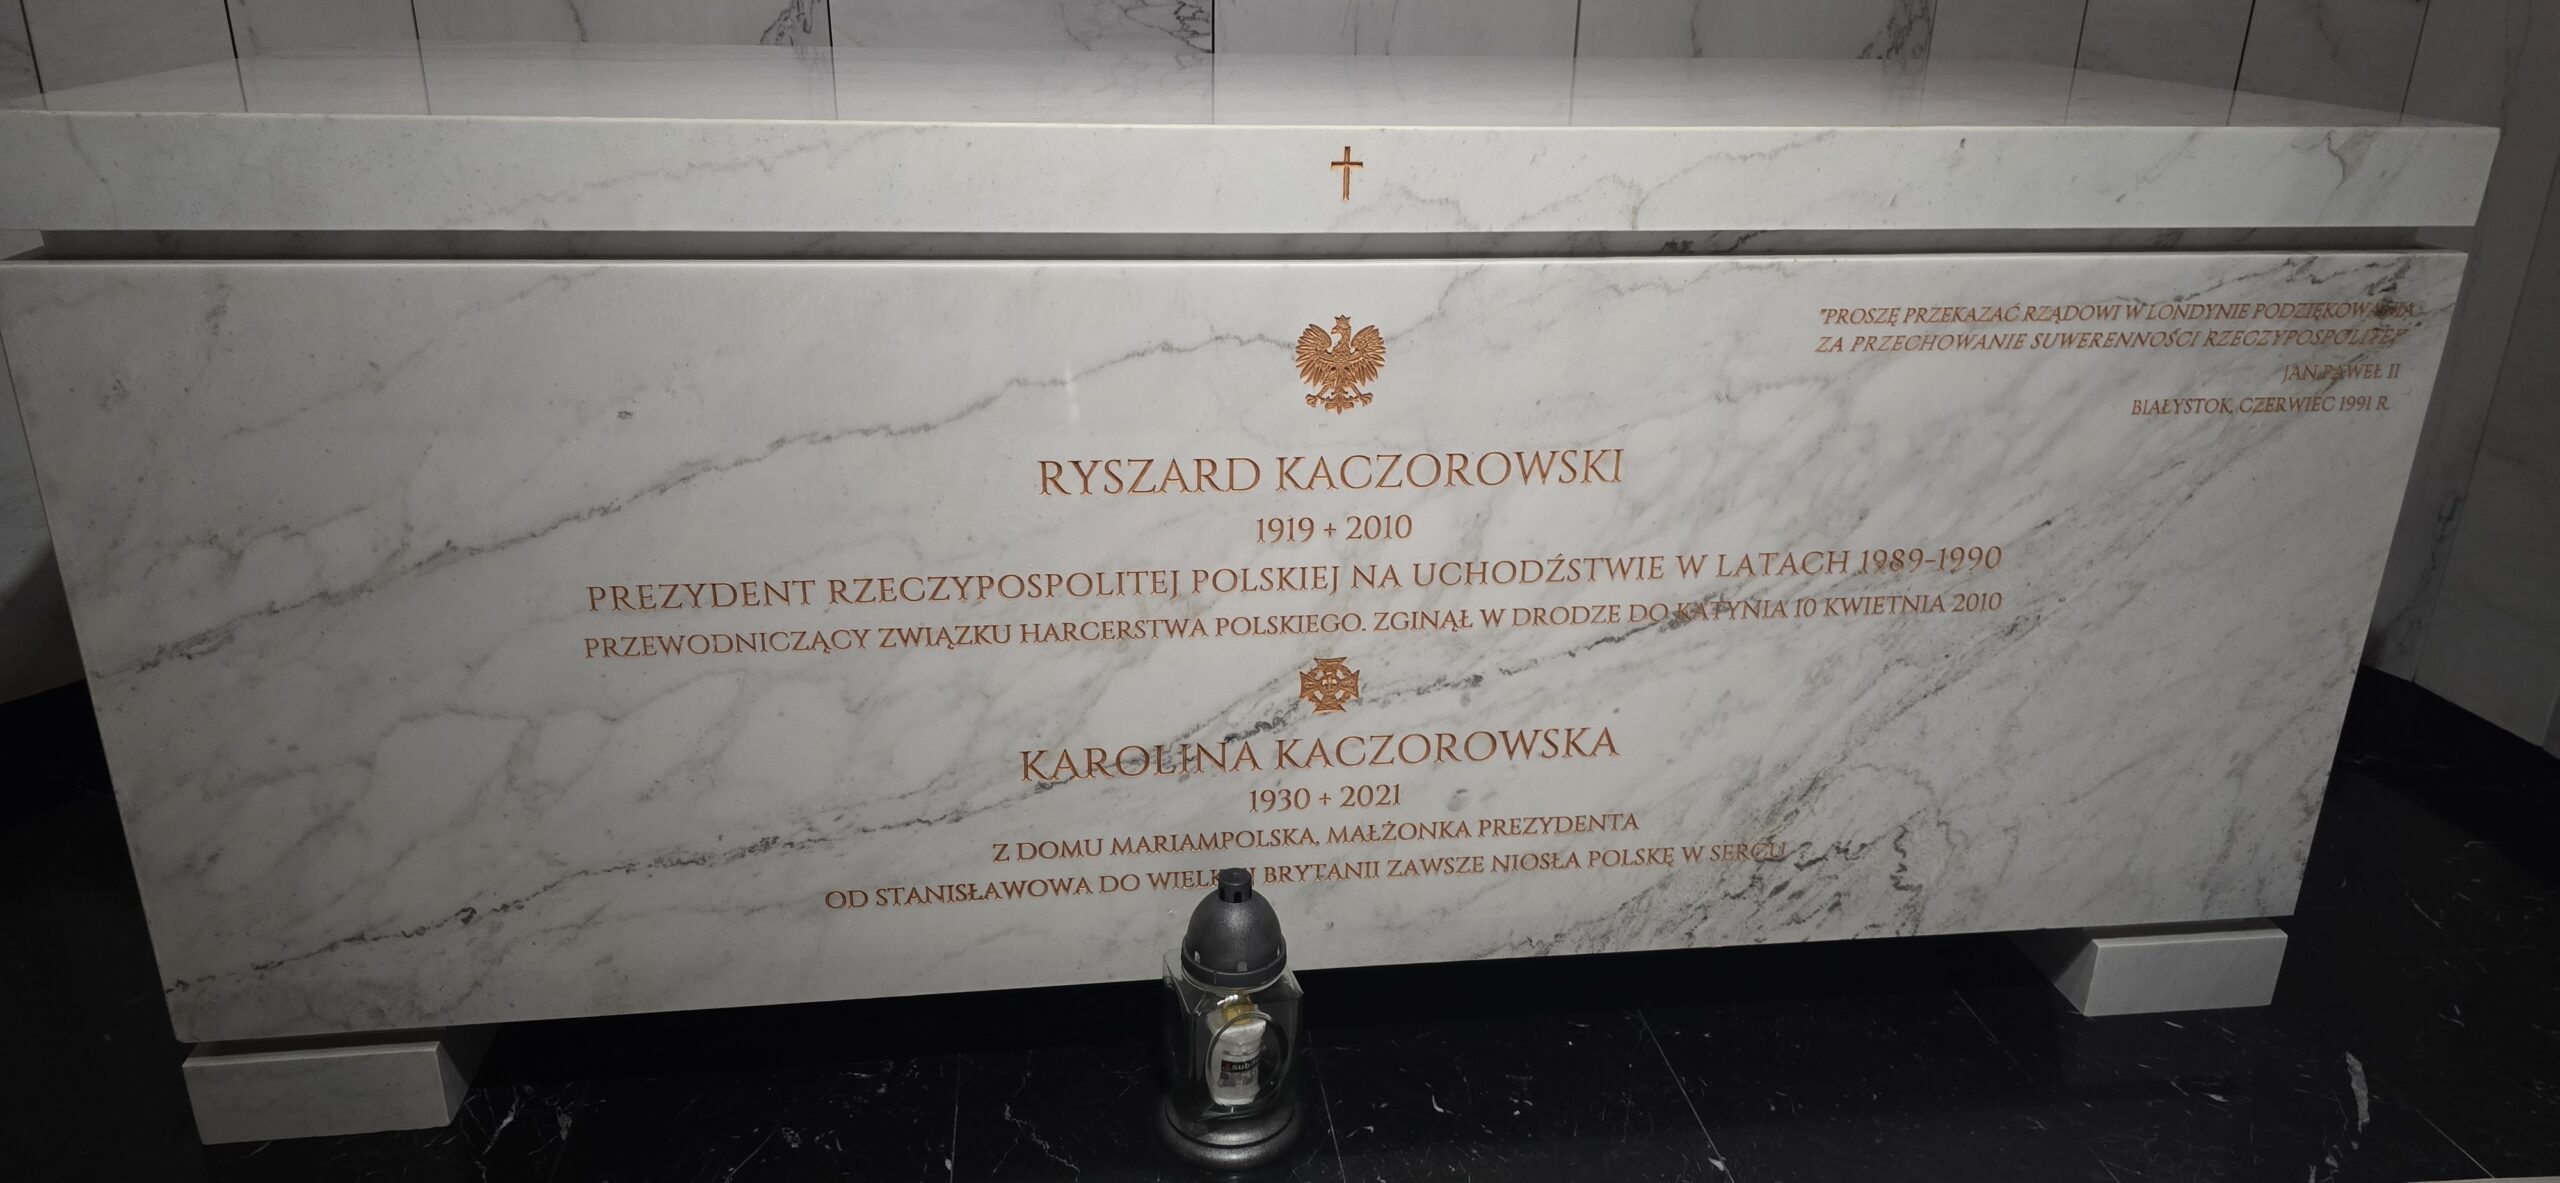 "PROSZĘ PRZEKAZAĆ RZĄDOWI W LONDYNIE PODZIĘKOWANIA
ZA PRZECHOWANIE SUWERENNOŚCI RZECZYPOSPOLITEJ"
JAN PAWEŁ II
BIAŁYSTOK, CZERWIEC 1991 R.
RYSZARD KACZOROWSKI
1919 + 2010
PREZYDENT RZECZYPOSPOLITEJ POLSKIEJ NA UCHODŹSTWIE W LATACH 1989-1990
PRZEWODNICZĄCY ZWIĄZKU HARCERSTWA POLSKIEGO. ZGINĄŁ W DRODZE DO KATYNIA 10 KWIETNIA 2010
KAROLINA KACZOROWSKA
1930 + 2021
Z DOMU MARIAMPOLSKA, MAŁŻONKA PREZYDENTA
OD STANISŁAWOWA DO WIELKIEJ BRYTANII ZAWSZE NIOSŁA POLSKĘ W SERCU